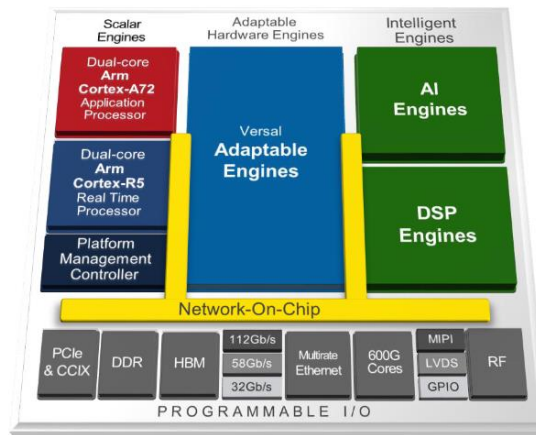 Scalar
Engines
Adaptable
Hardware Engines
Intelligent
Engines
Dual-core
Arm
Cortex-A72
Application
Processor
Dual-core
Arm
Cortex-R5
Real Time
Processor
Platform
Management
Controller
Versal
Adaptable
Engines
AI
Engines
DSP
Engines
Network-On-Chip
PCIe
& CCIX
DDR
HBM
112Gb/s
58Gb/s
32Gb/s
Multirate
Ethernet
600G
Cores
MIPI
LVDS
GPIO
RF
PROGRAMMABLE I/O